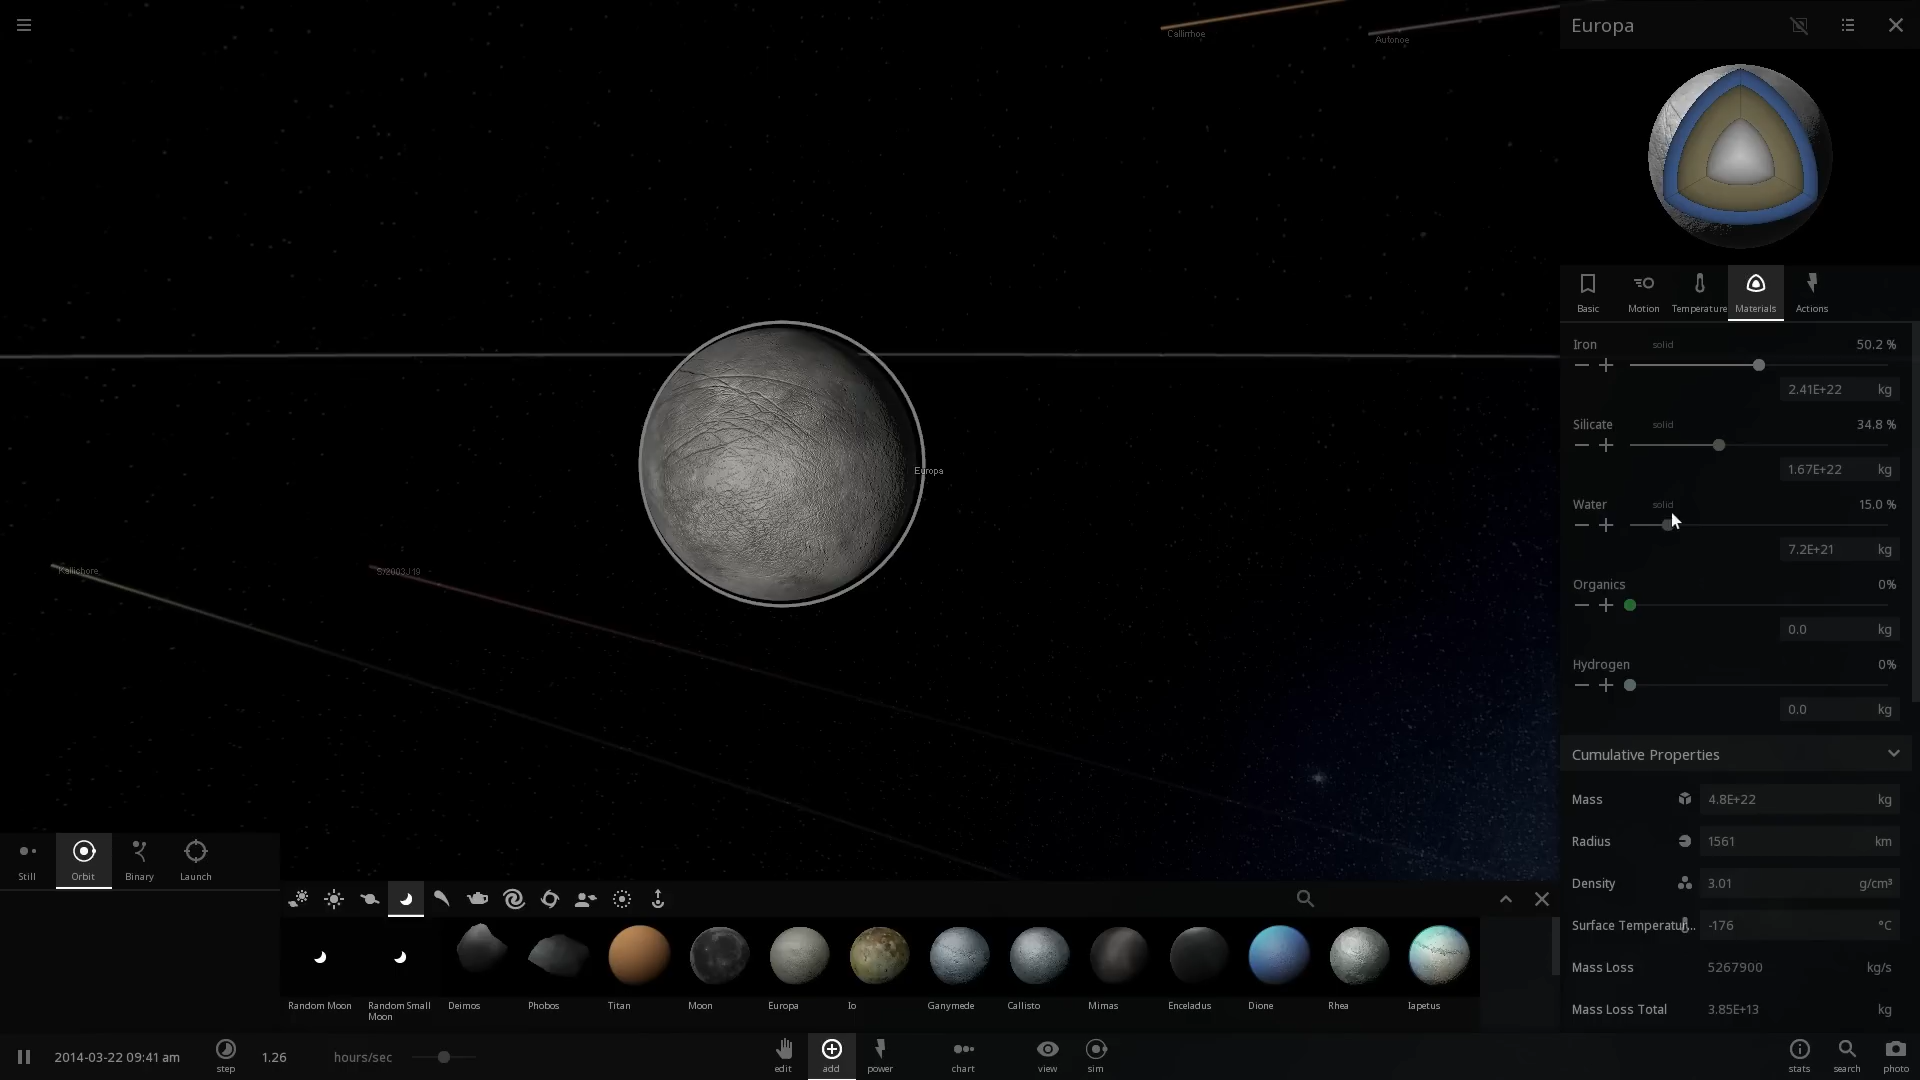 Callirrhoe
Autonoe
Europa
Kallichore
S/2003J19
Europa
Basic
Motion
Temperature
Materials
Actions
Iron solid 50.2 %
2.41E+22 kg
Silicate solid 34.8 %
1.67E+22 kg
Water solid 15.0 %
7.2E+21 kg
Organics 0%
0.0 kg
Hydrogen 0%
0.0 kg
Cumulative Properties
Mass 4.8E+22 kg
Radius 1561 km
Density 3.01 g/cm³
Surface Temperatur... -176 °C
Mass Loss 5267900 kg/s
Mass Loss Total 3.85E+13 kg
Still
Orbit
Binary
Launch
Random Moon
Random Small
Moon
Deimos
Phobos
Titan
Moon
Europa
Io
Ganymede
Callisto
Mimas
Enceladus
Dione
Rhea
Iapetus
2014-03-22 09:41 am
step
1.26 hours/sec
edit
add
power
chart
view
sim
stats
search
photo